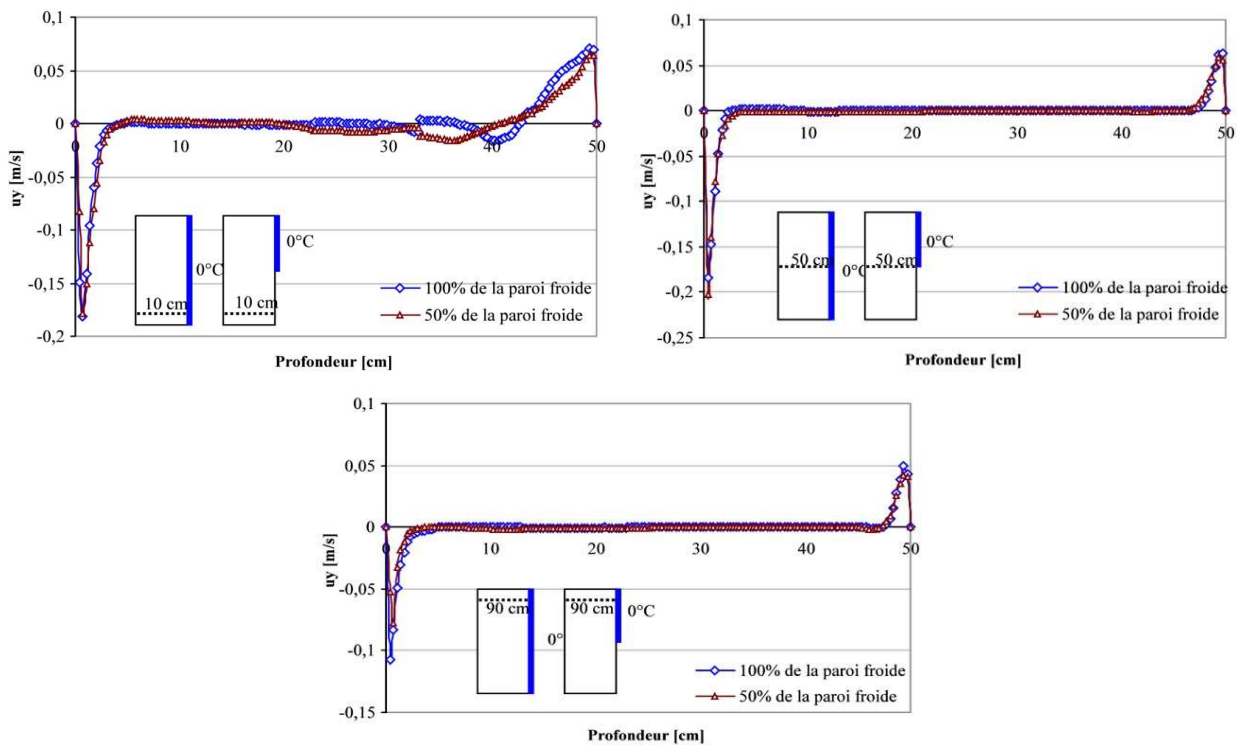 0,1
0,05
0
-0,05
-0,1
-0,15
-0,2
uy [m/s]
0 10 20 30 40 50
0°C
0°C
10 cm
10 cm
100% de la paroi froide
50% de la paroi froide
Profondeur [cm]
0,1
0,05
0
-0,05
-0,1
-0,15
-0,2
-0,25
uy [m/s]
0 10 20 30 40 50
0°C
50 cm
50 cm
0°C
100% de la paroi froide
50% de la paroi froide
Profondeur [cm]
0,1
0,05
0
-0,05
-0,1
-0,15
uy [m/s]
0 10 20 30 40 50
90 cm
90 cm
0°C
0°
100% de la paroi froide
50% de la paroi froide
Profondeur [cm]